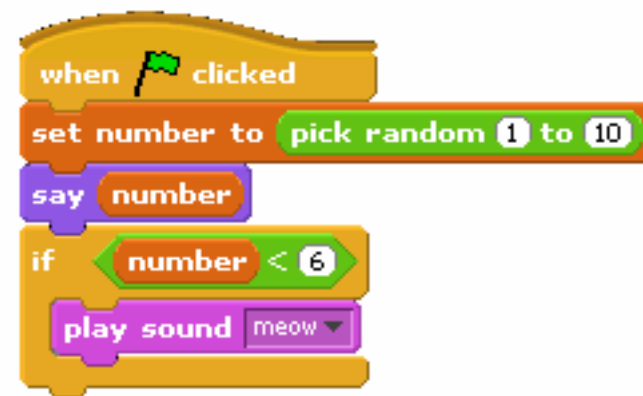 when clicked
set number to pick random 1 to 10
say number
if number < 6
play sound meow